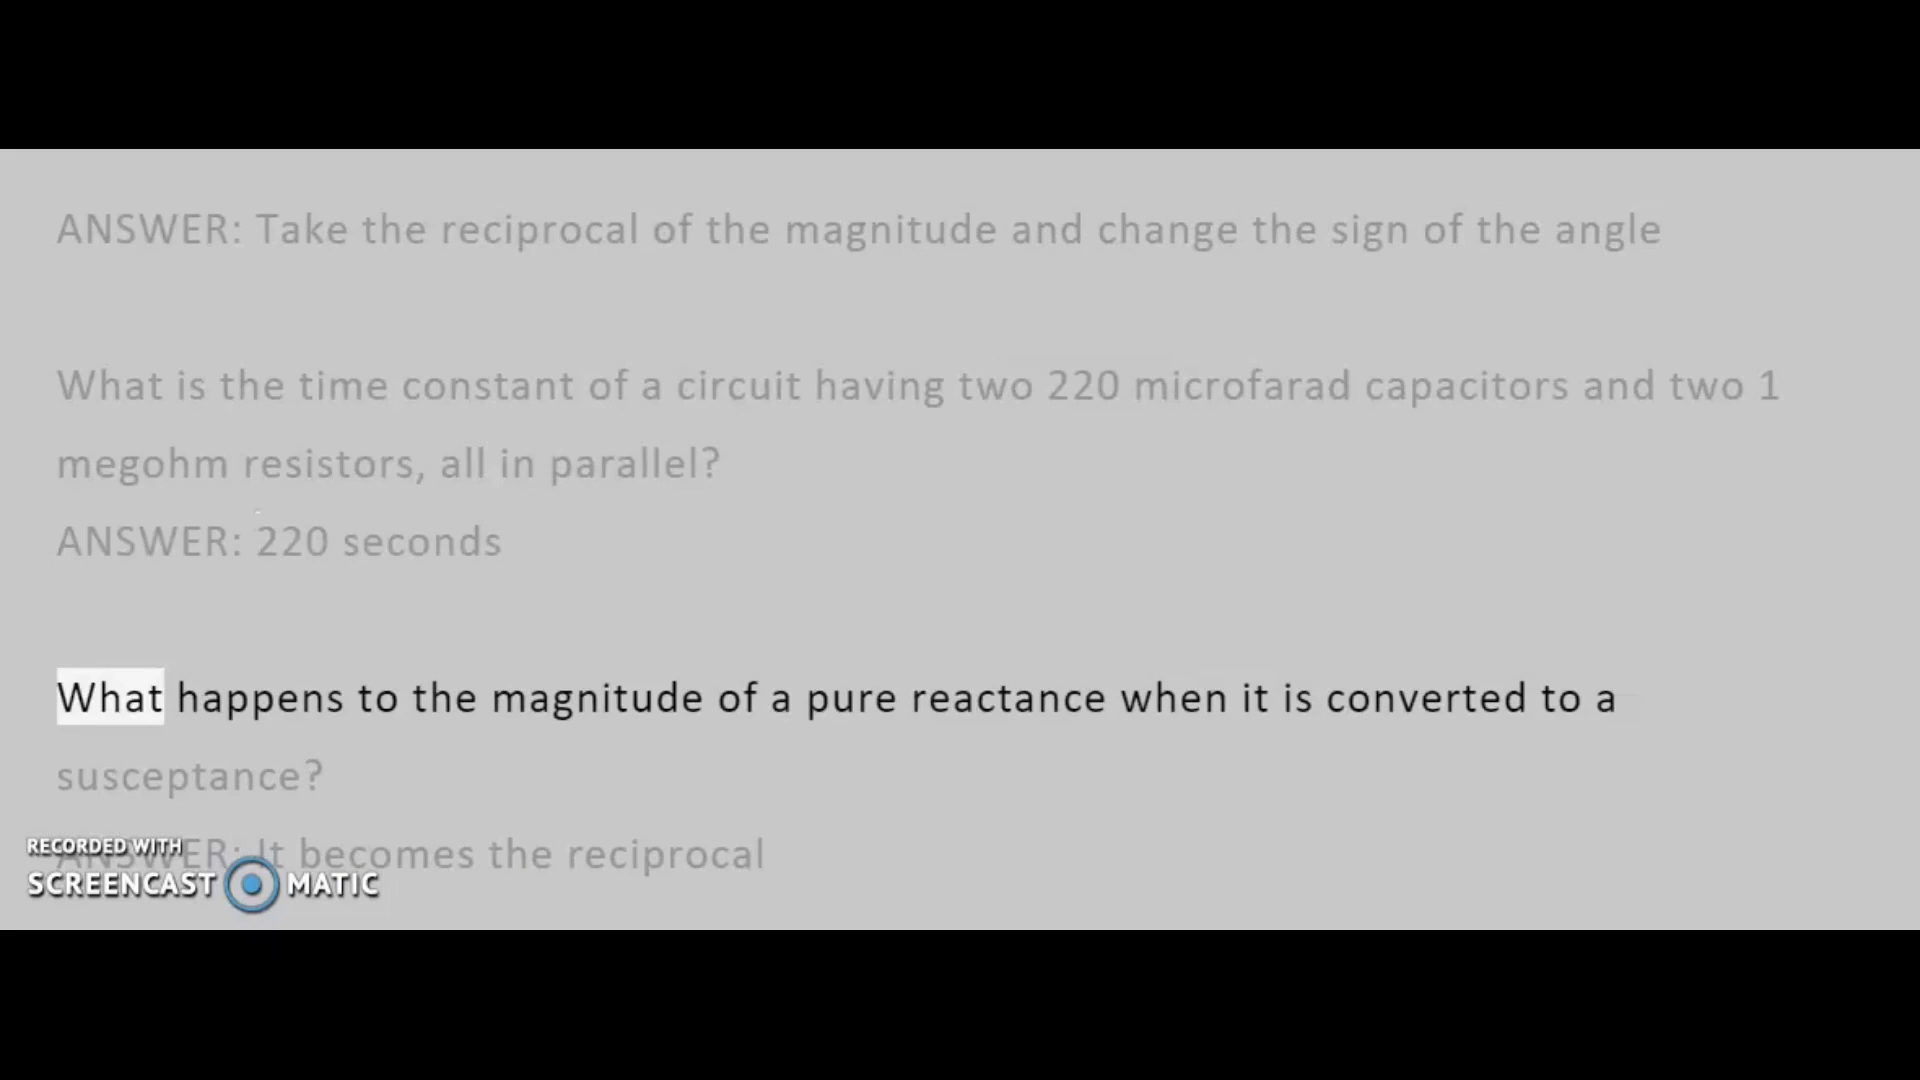 ANSWER: Take the reciprocal of the magnitude and change the sign of the angle
What is the time constant of a circuit having two 220 microfarad capacitors and two 1
megohm resistors, all in parallel?
ANSWER: 220 seconds
What happens to the magnitude of a pure reactance when it is converted to a
susceptance?
ANSWER: It becomes the reciprocal
RECORDED WITH
SCREENCAST MATIC